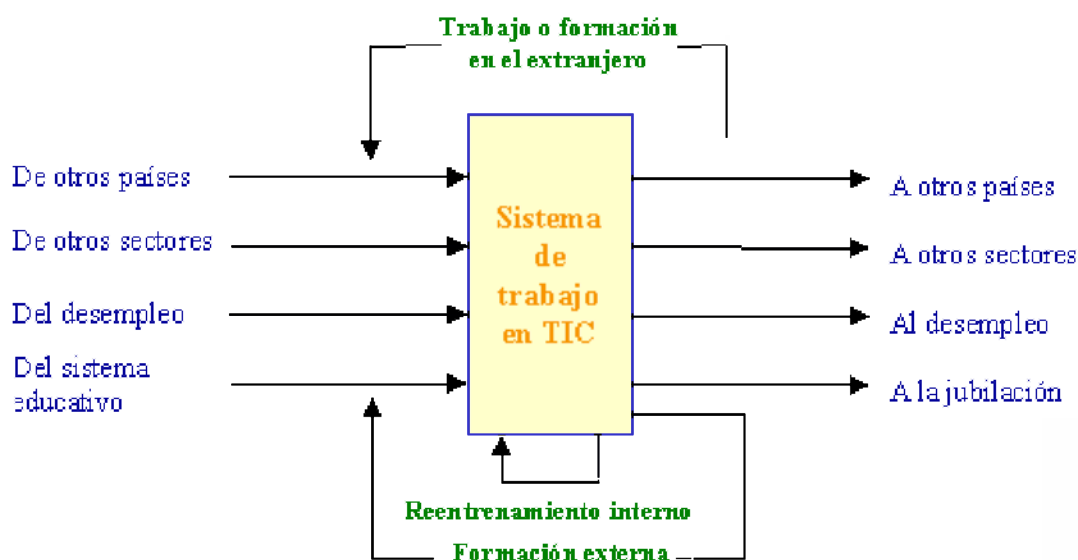 Trabajo o formación
en el extranjero
De otros países
De otros sectores
Del desempleo
Del sistema
educativo
Sistema
de
trabajo
en TIC
A otros países
A otros sectores
Al desempleo
A la jubilación
Reentrenamiento interno
Formación externa